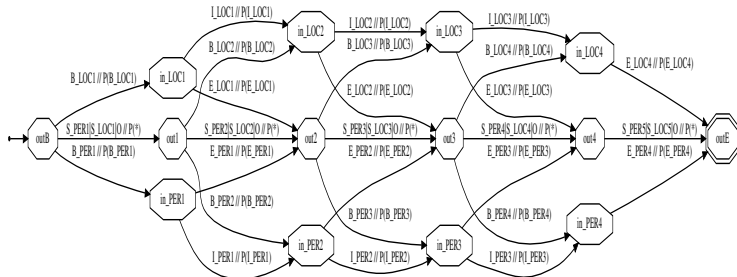 I_LOC1 // P(I_LOC1)
in_LOC2
I_LOC2 // P(I_LOC2)
in_LOC3
I_LOC3 // P(I_LOC3)
B_LOC2 // P(B_LOC2)
B_LOC3 // P(B_LOC3)
B_LOC4 // P(B_LOC4)
in_LOC4
B_LOC1 // P(B_LOC1)
in_LOC1
E_LOC1 // P(E_LOC1)
E_LOC2 // P(E_LOC2)
E_LOC3 // P(E_LOC3)
E_LOC4 // P(E_LOC4)
outB
S_PER1|S_LOC1|O // P(*)
out1
S_PER2|S_LOC2|O // P(*)
out2
S_PER3|S_LOC3|O // P(*)
out3
S_PER4|S_LOC4|O // P(*)
out4
S_PER5|S_LOC5|O // P(*)
outE
B_PER1 // P(B_PER1)
E_PER1 // P(E_PER1)
E_PER2 // P(E_PER2)
E_PER3 // P(E_PER3)
E_PER4 // P(E_PER4)
in_PER1
B_PER2 // P(B_PER2)
B_PER3 // P(B_PER3)
B_PER4 // P(B_PER4)
in_PER4
in_PER2
in_PER3
I_PER1 // P(I_PER1)
I_PER2 // P(I_PER2)
I_PER3 // P(I_PER3)